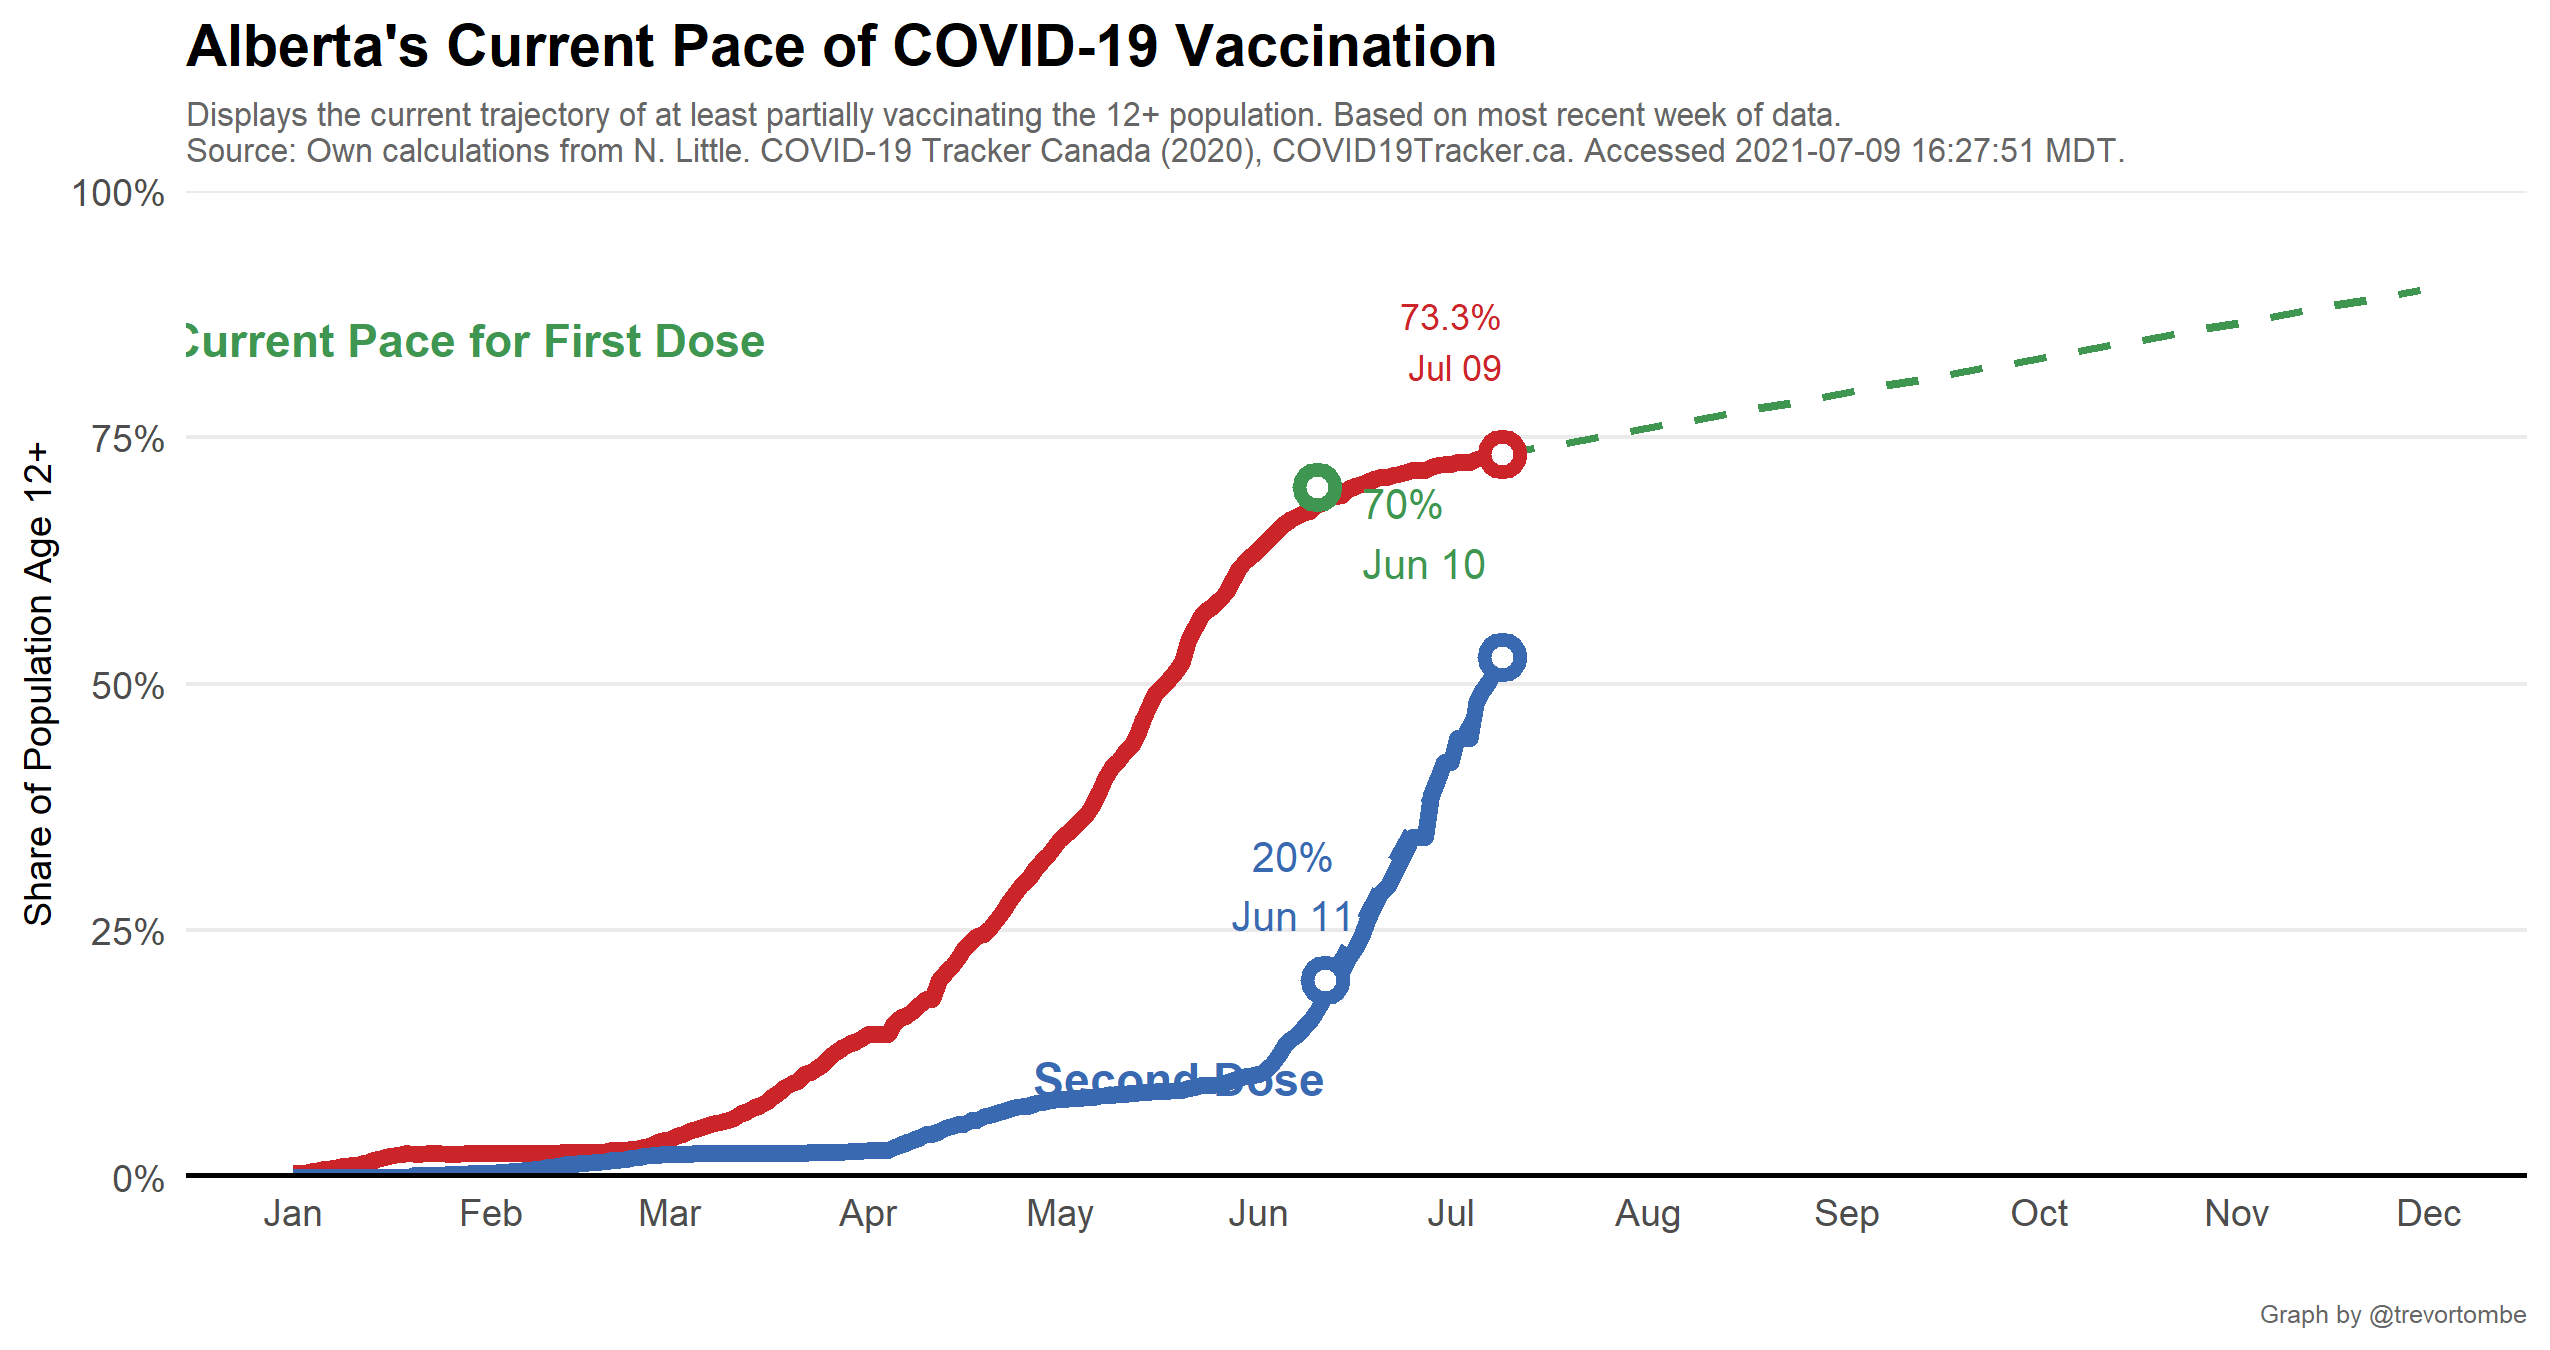 Alberta's Current Pace of COVID-19 Vaccination
Displays the current trajectory of at least partially vaccinating the 12+ population. Based on most recent week of data.
Source: Own calculations from N. Little. COVID-19 Tracker Canada (2020), COVID19Tracker.ca. Accessed 2021-07-09 16:27:51 MDT.
100%
75%
50%
25%
0%
Share of Population Age 12+
Current Pace for First Dose
73.3%
Jul 09
70%
Jun 10
20%
Jun 11
Second Dose
Jan Feb Mar Apr May Jun Jul Aug Sep Oct Nov Dec
Graph by @trevortombe